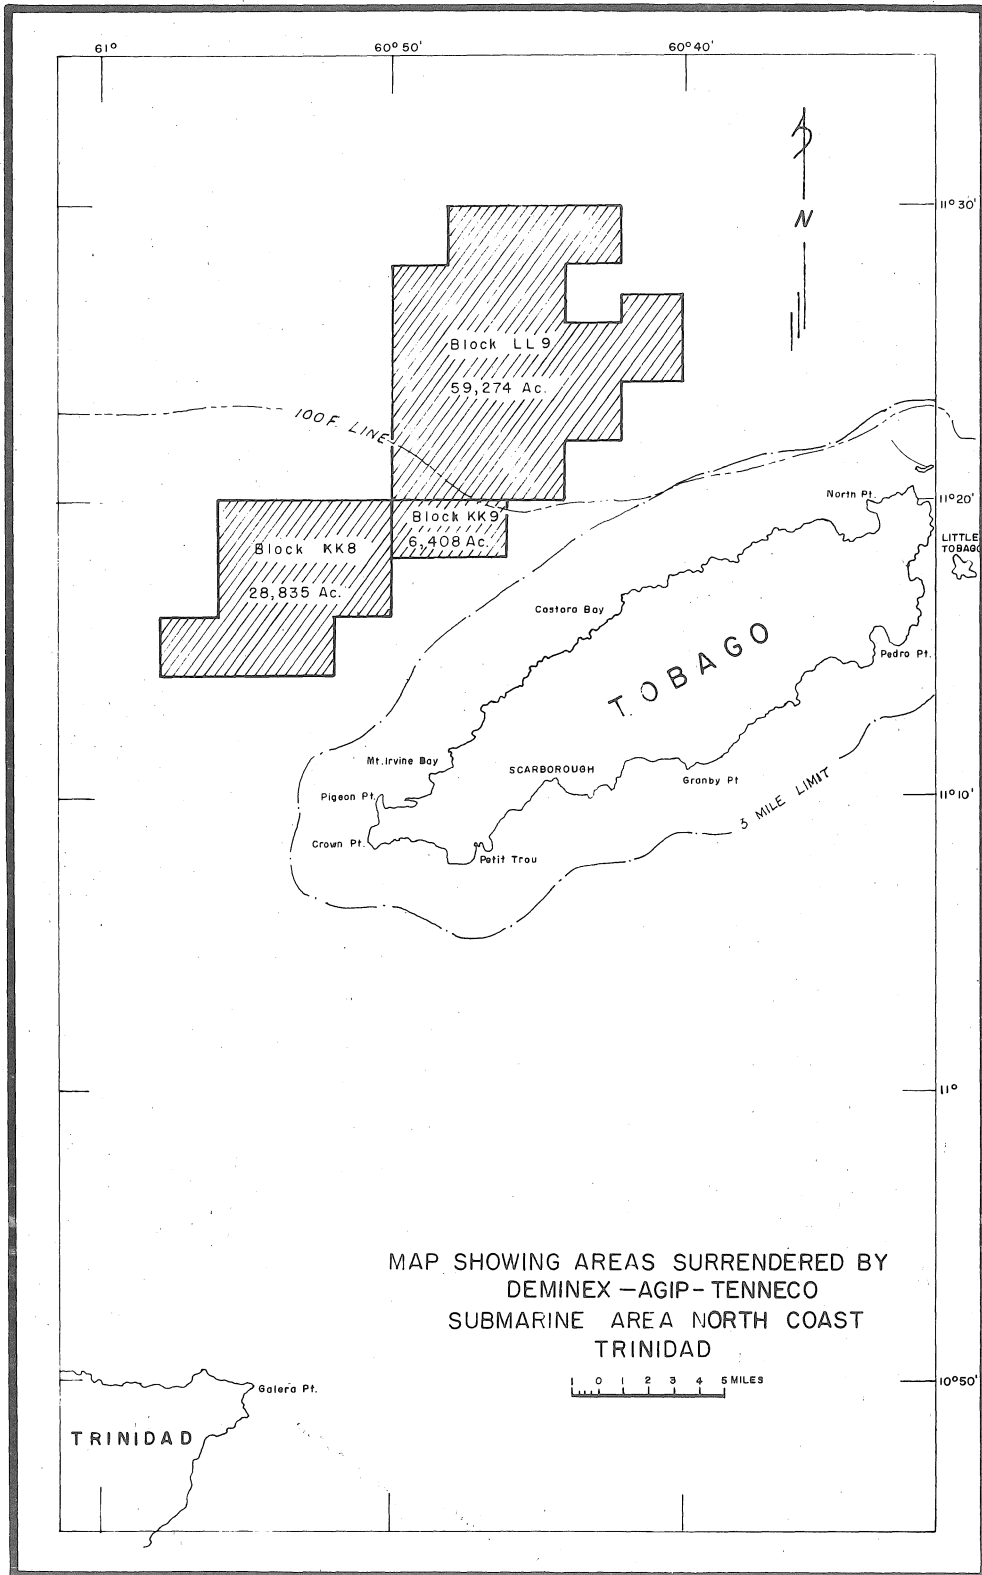 61° 60°50' 60°40'
N
11°30'
Block LL9
59,274 Ac.
100F. LINE
North Pt.
11°20'
Block KK9
6,408 Ac.
LITTLE
TOBAGO
Block KK8
28,835 Ac.
Castara Bay
TOBAGO
Pedro Pt.
Mt.Irvine Bay
SCARBOROUGH
Granby Pt
Pigeon Pt.
11°10'
3 MILE LIMIT
Crown Pt.
Petit Trou
11°
MAP SHOWING AREAS SURRENDERED BY
DEMINEX – AGIP – TENNECO
SUBMARINE AREA NORTH COAST
TRINIDAD
1 0 1 2 3 4 5 MILES
10°50'
Galera Pt.
TRINIDAD